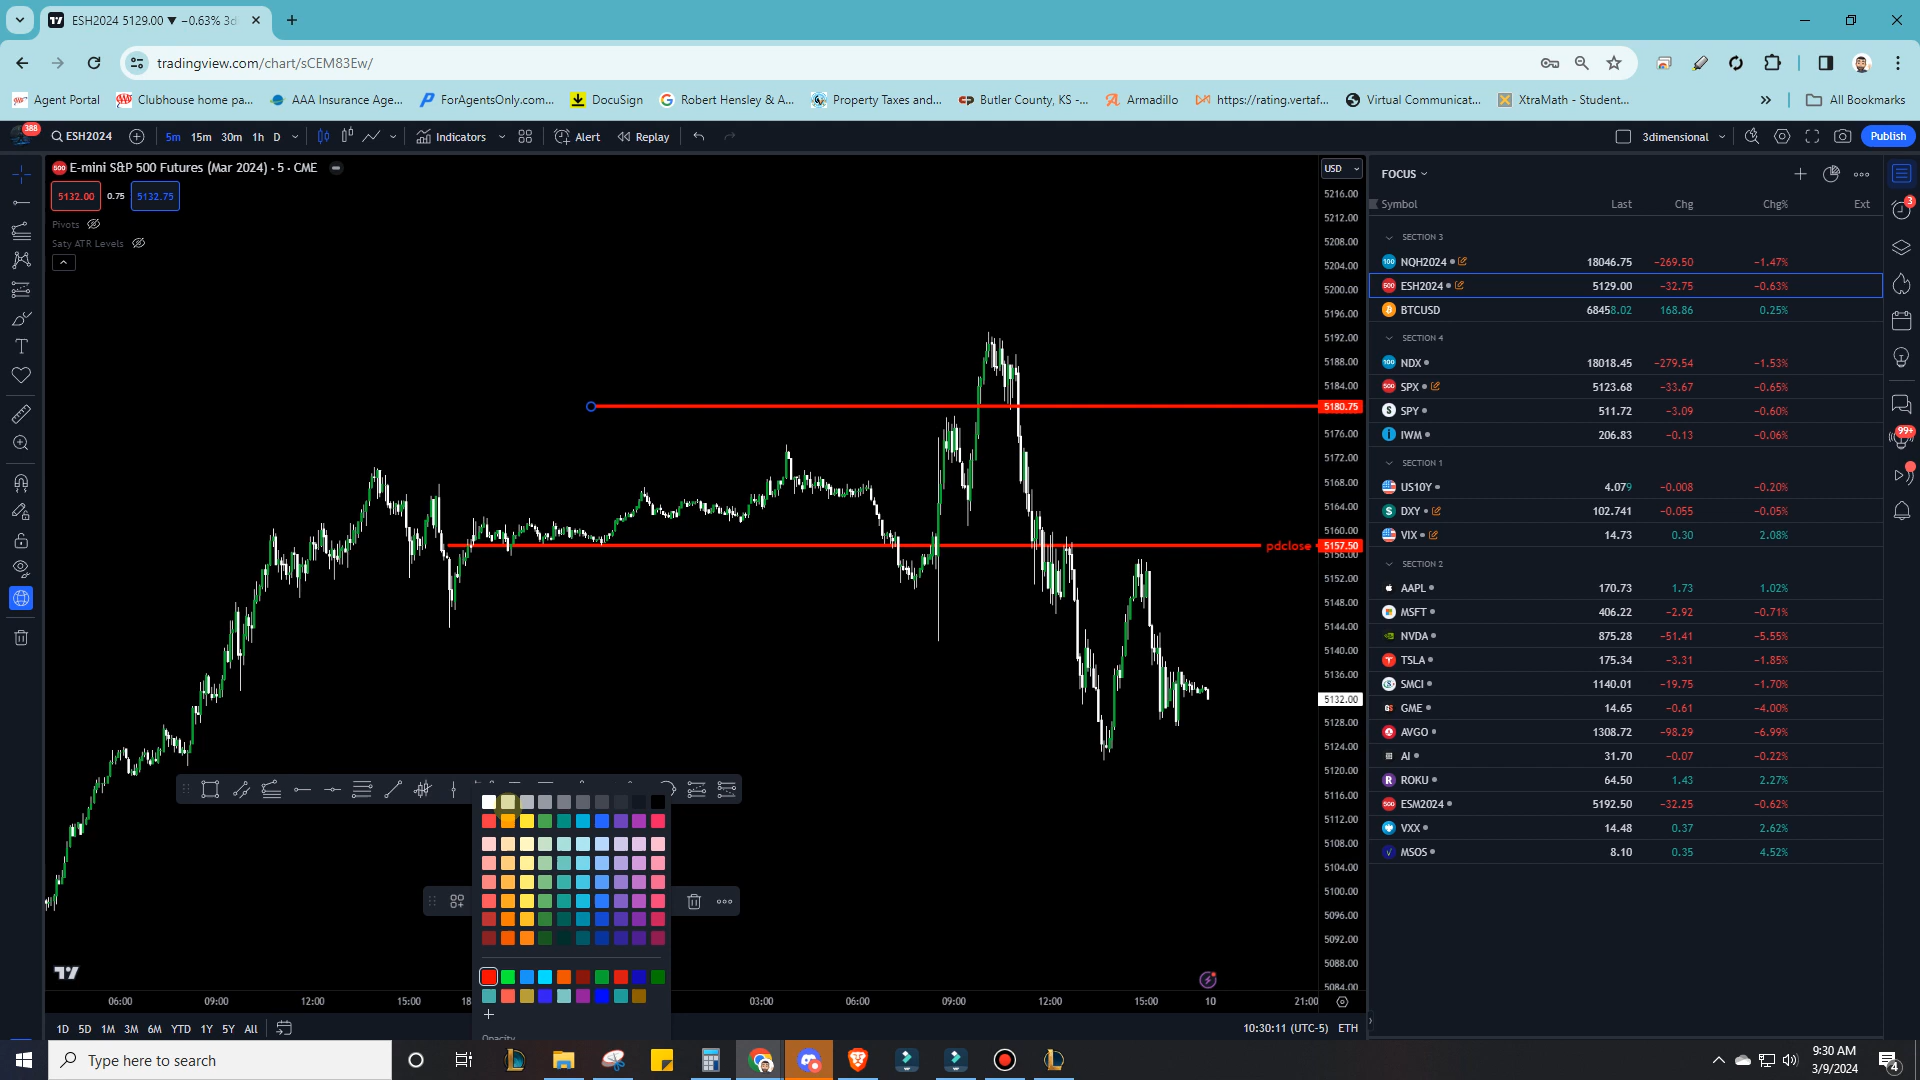 ESH2024 5129.00 ▼ −0.63% 3d
tradingview.com/chart/sCEM83Ew/
Agent Portal
Clubhouse home pa...
AAA Insurance Age...
ForAgentsOnly.com...
DocuSign
Robert Hensley & A...
Property Taxes and...
Butler County, KS -...
Armadillo
https://rating.vertaf...
Virtual Communicat...
XtraMath - Student...
»
All Bookmarks
388
ESH2024
5m 15m 30m 1h D
Indicators
Alert
Replay
3dimensional
Publish
E-mini S&P 500 Futures (Mar 2024) · 5 · CME
5132.00 0.75 5132.75
Pivots
Saty ATR Levels
USD
5216.00
5212.00
5208.00
5204.00
5200.00
5196.00
5192.00
5188.00
5184.00
5180.75
5176.00
5172.00
5168.00
5164.00
5160.00
pdclose 5157.50
5156.00
5152.00
5148.00
5144.00
5140.00
5136.00
5132.00
5128.00
5124.00
5120.00
5116.00
5112.00
5108.00
5104.00
5100.00
5096.00
5092.00
5088.00
5084.00
06:00 09:00 12:00 15:00 18 03:00 06:00 09:00 12:00 15:00 10 21:00
Opacity
1D 5D 1M 3M 6M YTD 1Y 5Y All
10:30:11 (UTC-5) ETH
FOCUS
Symbol Last Chg Chg% Ext
SECTION 3
NQH2024 18046.75 −269.50 −1.47%
ESH2024 5129.00 −32.75 −0.63%
BTCUSD 68458.02 168.86 0.25%
SECTION 4
NDX 18018.45 −279.54 −1.53%
SPX 5123.68 −33.67 −0.65%
SPY 511.72 −3.09 −0.60%
IWM 206.83 −0.13 −0.06%
SECTION 1
US10Y 4.079 −0.008 −0.20%
DXY 102.741 −0.055 −0.05%
VIX 14.73 0.30 2.08%
SECTION 2
AAPL 170.73 1.73 1.02%
MSFT 406.22 −2.92 −0.71%
NVDA 875.28 −51.41 −5.55%
TSLA 175.34 −3.31 −1.85%
SMCI 1140.01 −19.75 −1.70%
GME 14.65 −0.61 −4.00%
AVGO 1308.72 −98.29 −6.99%
AI 31.70 −0.07 −0.22%
ROKU 64.50 1.43 2.27%
ESM2024 5192.50 −32.25 −0.62%
VXX 14.48 0.37 2.62%
MSOS 8.10 0.35 4.52%
3
99+
Type here to search
9:30 AM
3/9/2024
4